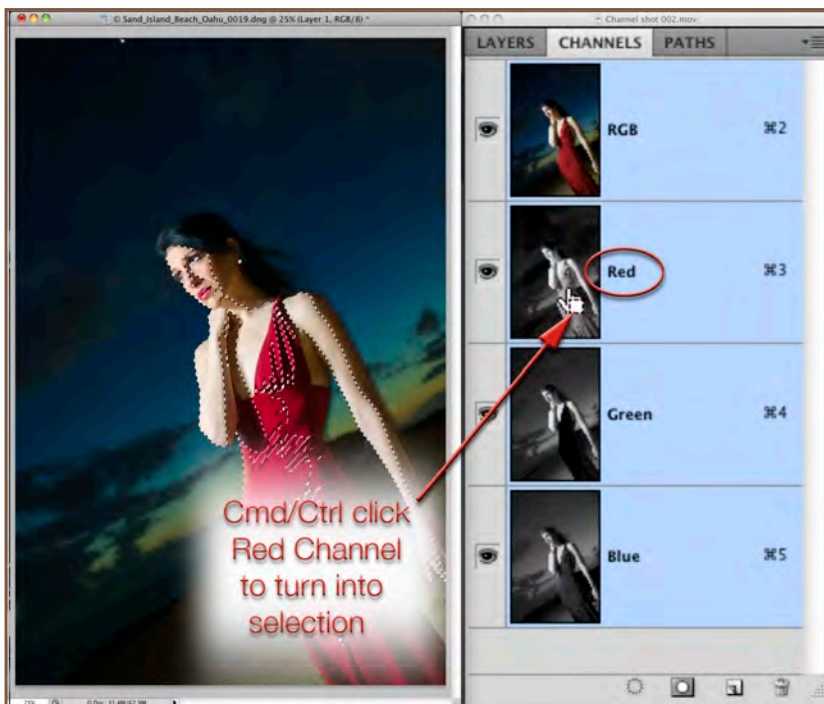 © Sand_Island_Beach_Oahu_0019.dng @ 25% (Layer 1, RGB/8) *
Channel shot 002.mov
LAYERS CHANNELS PATHS
RGB ⌘2
Red ⌘3
Green ⌘4
Blue ⌘5
Cmd/Ctrl click
Red Channel
to turn into
selection
25%